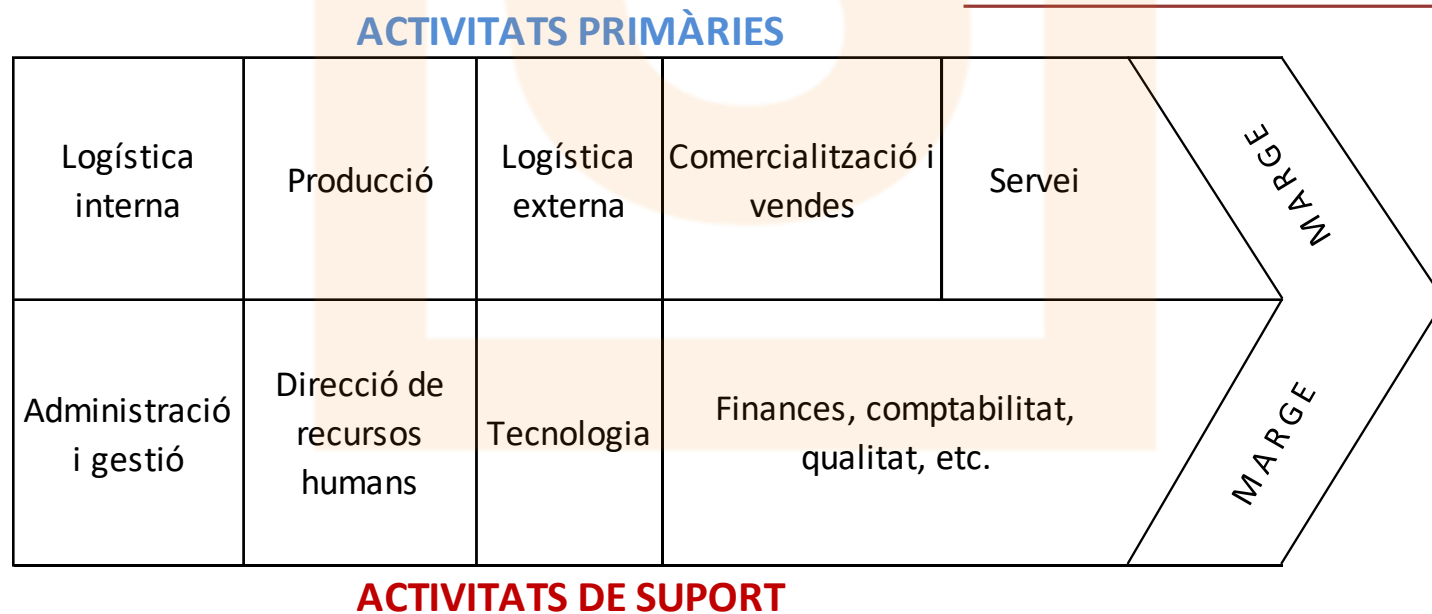 ACTIVITATS PRIMÀRIES
Logística
interna
Producció
Logística
externa
Comercialització i
vendes
Servei
MARGE
Administració
i gestió
Direcció de
recursos
humans
Tecnologia
Finances, comptabilitat,
qualitat, etc.
MARGE
ACTIVITATS DE SUPORT